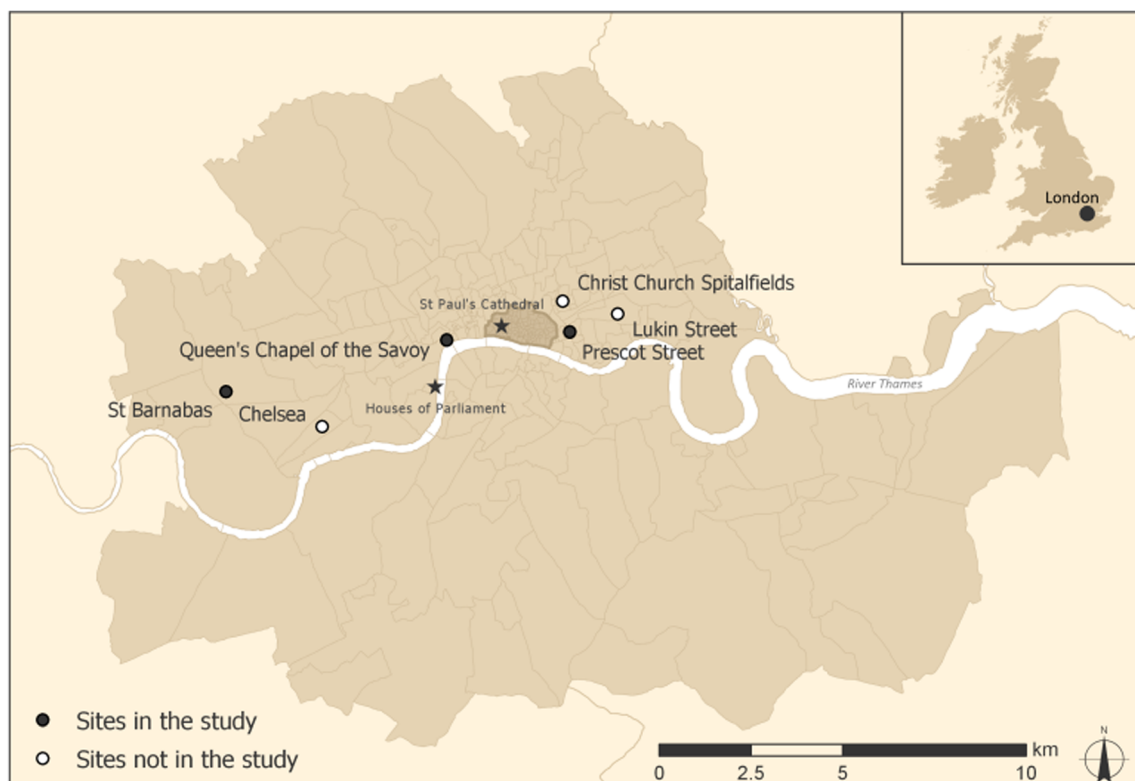 London
Christ Church Spitalfields
St Paul's Cathedral
Lukin Street
Queen's Chapel of the Savoy
Prescot Street
River Thames
St Barnabas
Chelsea
Houses of Parliament
Sites in the study
Sites not in the study
N
km
0 2.5 5 10